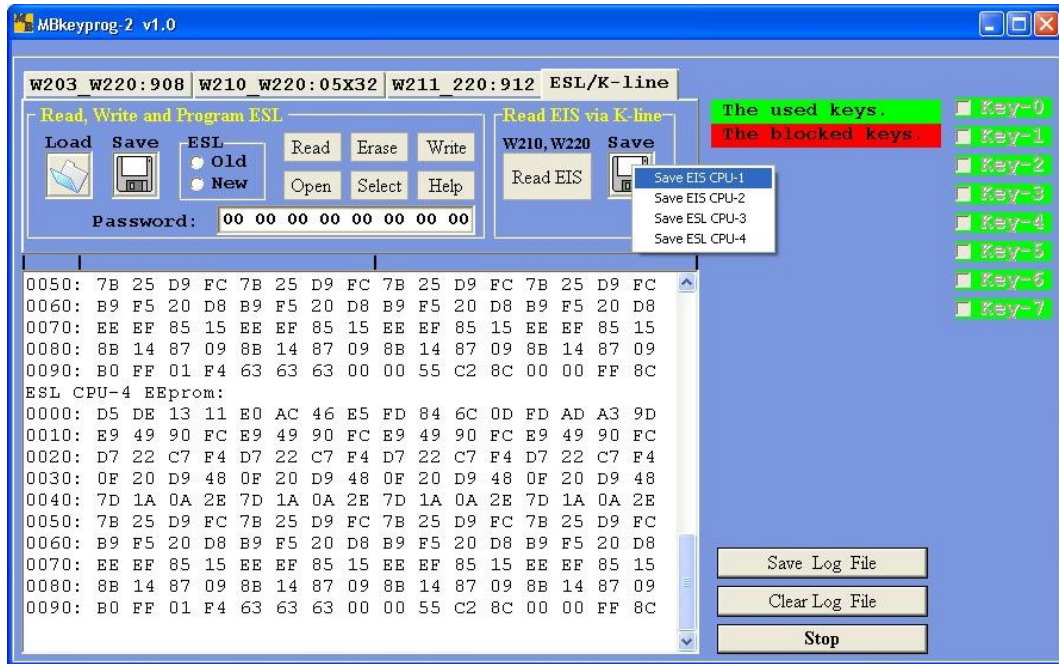 MBkeyprog-2 v1.0
W203_W220:908 W210_W220:05X32 W211_220:912 ESL/K-line
Read, Write and Program ESL
Load Save ESL
Old
New
Read Erase Write
Open Select Help
Password: 00 00 00 00 00 00 00 00
Read EIS via K-line
W210, W220 Save
Read EIS
Save EIS CPU-1
Save EIS CPU-2
Save ESL CPU-3
Save ESL CPU-4
The used keys.
The blocked keys.
Key-0
Key-1
Key-2
Key-3
Key-4
Key-5
Key-6
Key-7
0050: 7B 25 D9 FC 7B 25 D9 FC 7B 25 D9 FC 7B 25 D9 FC
0060: B9 F5 20 D8 B9 F5 20 D8 B9 F5 20 D8 B9 F5 20 D8
0070: EE EF 85 15 EE EF 85 15 EE EF 85 15 EE EF 85 15
0080: 8B 14 87 09 8B 14 87 09 8B 14 87 09 8B 14 87 09
0090: B0 FF 01 F4 63 63 63 00 00 55 C2 8C 00 00 FF 8C
ESL CPU-4 EEprom:
0000: D5 DE 13 11 E0 AC 46 E5 FD 84 6C 0D FD AD A3 9D
0010: E9 49 90 FC E9 49 90 FC E9 49 90 FC E9 49 90 FC
0020: D7 22 C7 F4 D7 22 C7 F4 D7 22 C7 F4 D7 22 C7 F4
0030: 0F 20 D9 48 0F 20 D9 48 0F 20 D9 48 0F 20 D9 48
0040: 7D 1A 0A 2E 7D 1A 0A 2E 7D 1A 0A 2E 7D 1A 0A 2E
0050: 7B 25 D9 FC 7B 25 D9 FC 7B 25 D9 FC 7B 25 D9 FC
0060: B9 F5 20 D8 B9 F5 20 D8 B9 F5 20 D8 B9 F5 20 D8
0070: EE EF 85 15 EE EF 85 15 EE EF 85 15 EE EF 85 15
0080: 8B 14 87 09 8B 14 87 09 8B 14 87 09 8B 14 87 09
0090: B0 FF 01 F4 63 63 63 00 00 55 C2 8C 00 00 FF 8C
Save Log File
Clear Log File
Stop